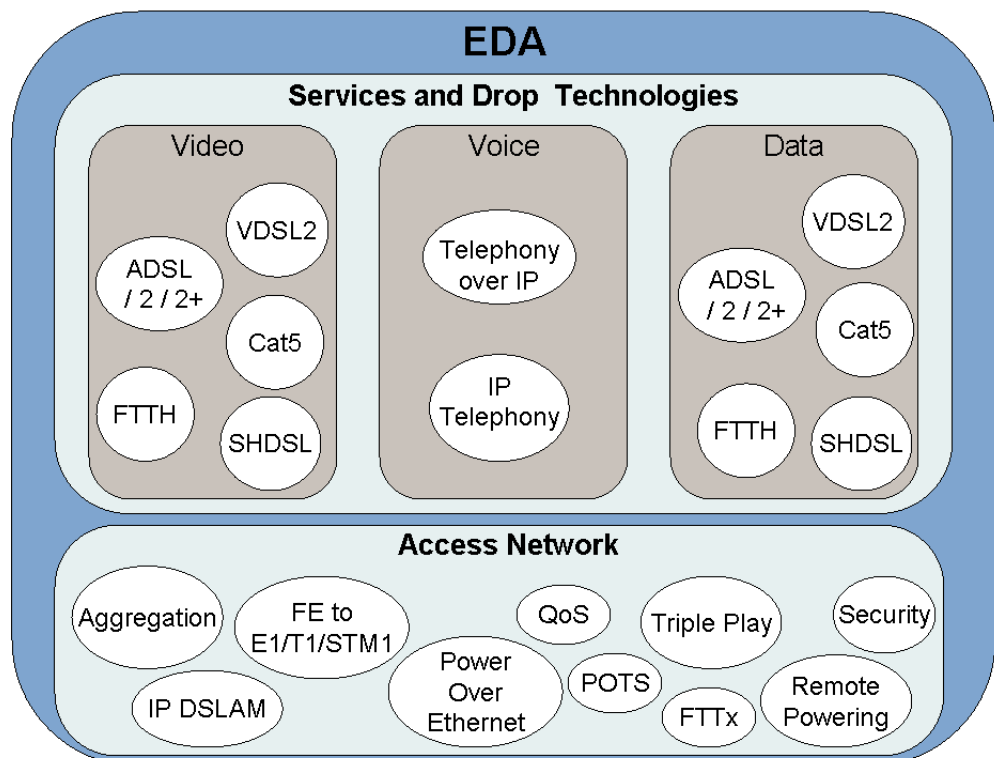 EDA
Services and Drop Technologies
Video
VDSL2
ADSL
/ 2 / 2+
Cat5
FTTH
SHDSL
Voice
Telephony
over IP
IP
Telephony
Data
VDSL2
ADSL
/ 2 / 2+
Cat5
FTTH
SHDSL
Access Network
Aggregation
FE to
E1/T1/STM1
QoS
Triple Play
Security
IP DSLAM
Power
Over
Ethernet
POTS
FTTx
Remote
Powering